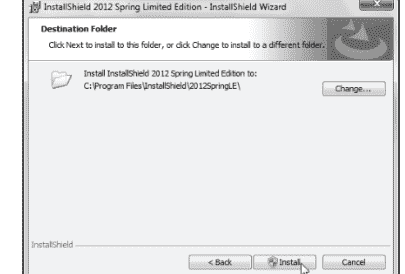 InstallShield 2012 Spring Limited Edition - InstallShield Wizard
Destination Folder
Click Next to install to this folder, or click Change to install to a different folder.
Install InstallShield 2012 Spring Limited Edition to:
C:\Program Files\InstallShield\2012SpringLE\
Change...
InstallShield
< Back
Install
Cancel